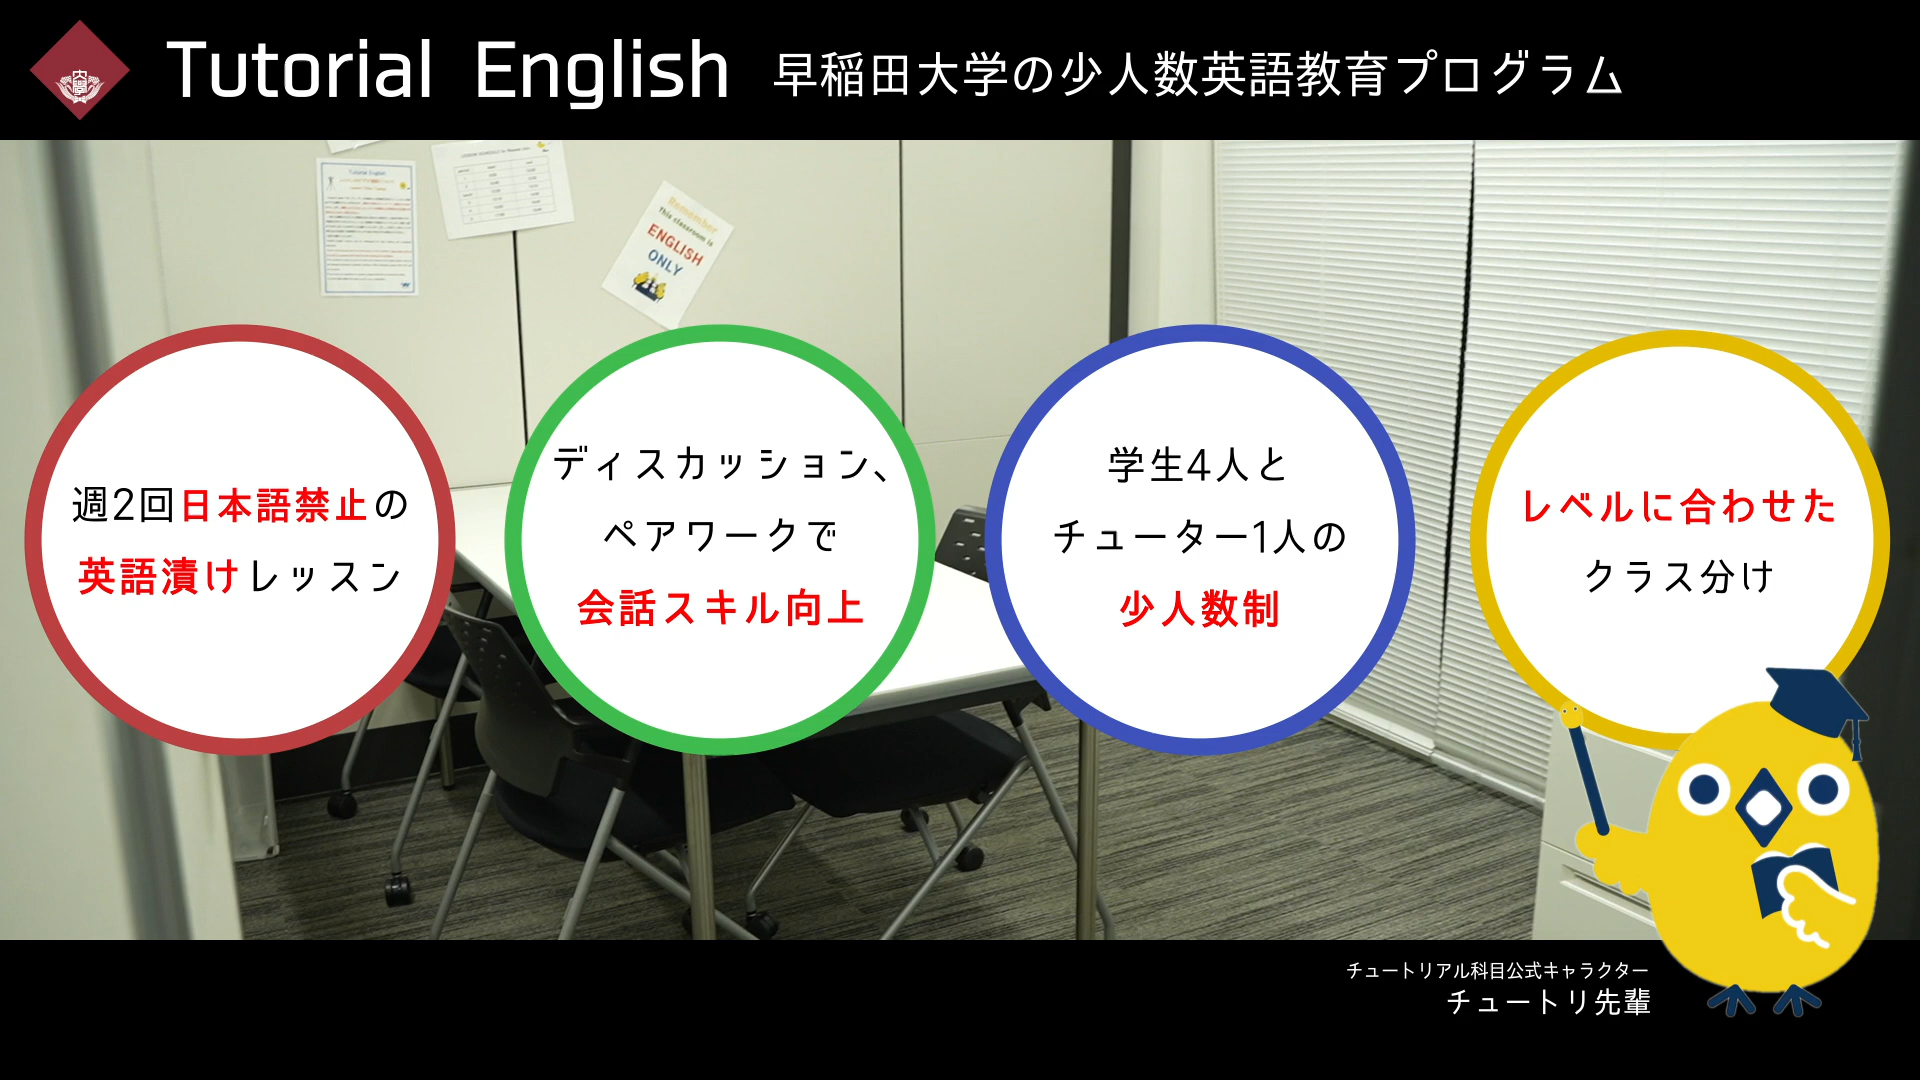 Tutorial English 早稲田大学の少人数英語教育プログラム
Tutorial English
Remember
This classroom is
ENGLISH
ONLY
週2回日本語禁止の
英語漬けレッスン
ディスカッション、
ペアワークで
会話スキル向上
学生4人と
チューター1人の
少人数制
レベルに合わせた
クラス分け
チュートリアル科目公式キャラクター
チュートリ先輩